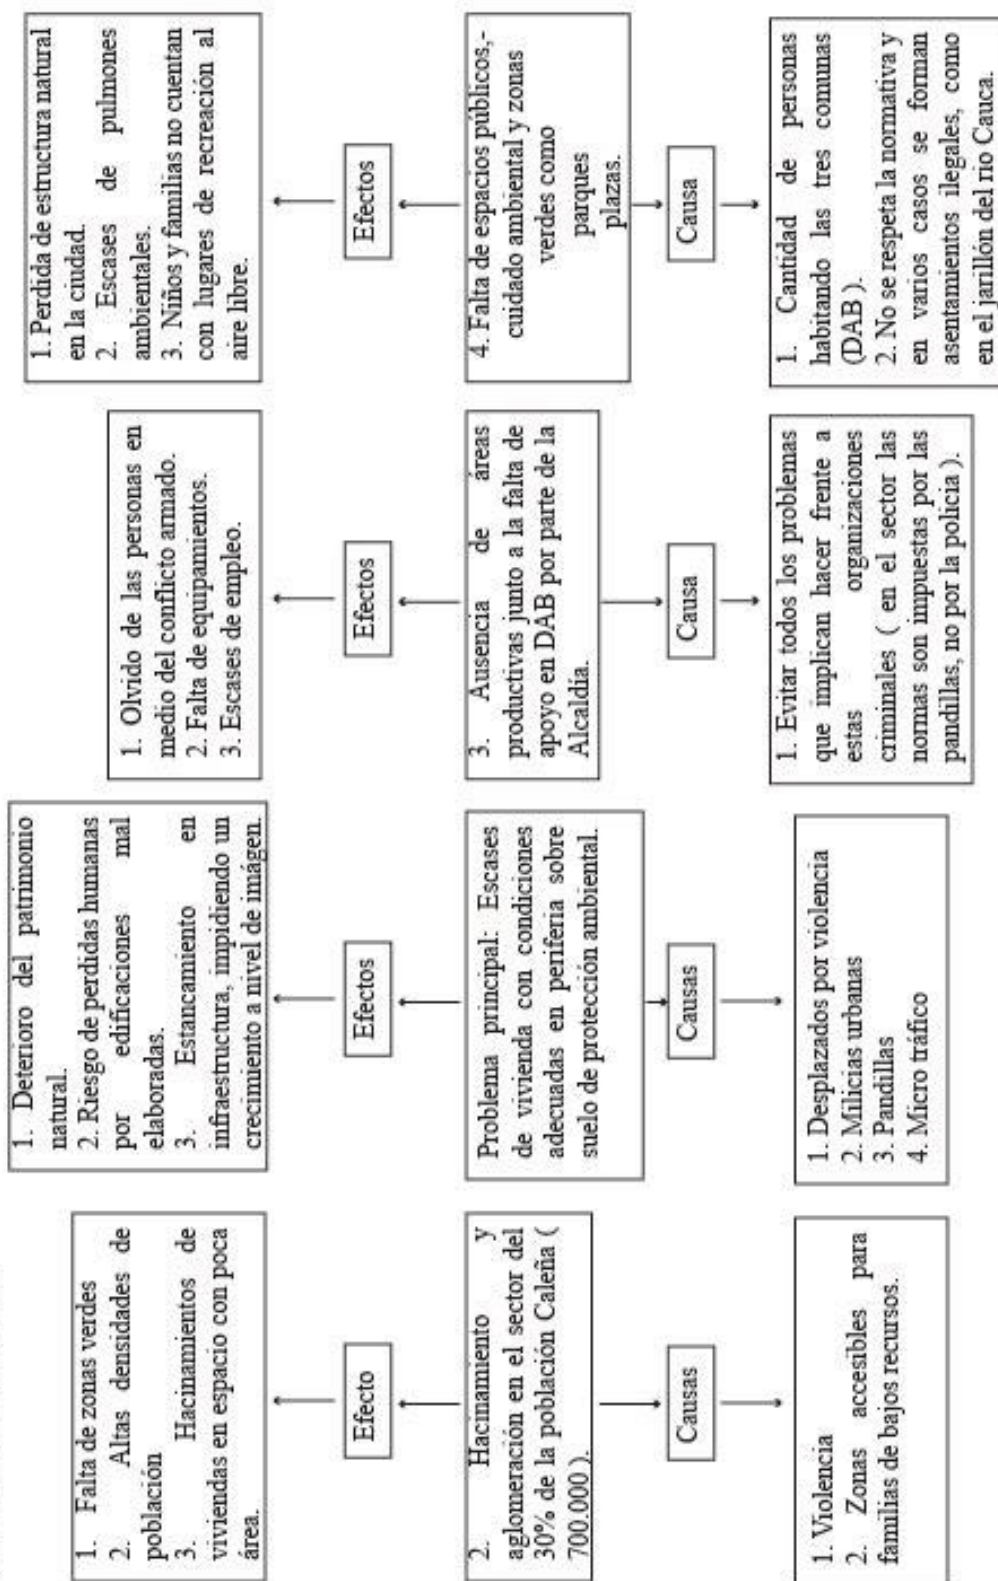 1. Falta de zonas verdes
2. Altas densidades de
población
3. Hacinamientos de
viviendas en espacio con poca
área.
1. Deterioro del patrimonio
natural.
2. Riesgo de perdidas humanas
por edificaciones mal
elaboradas.
3. Estancamiento en
infraestructura, impidiendo un
crecimiento a nivel de imágen.
1. Olvido de las personas en
medio del conflicto armado.
2. Falta de equipamientos.
3. Escases de empleo.
1. Perdida de estructura natural
en la ciudad.
2. Escases de pulmones
ambientales.
3. Niños y familias no cuentan
con lugares de recreación al
aire libre.
Efecto
Efectos
Efectos
Efectos
2. Hacinamiento y
aglomeración en el sector del
30% de la población Caleña (
700.000 ).
Problema principal: Escases
de vivienda con condiciones
adecuadas en periferia sobre
suelo de protección ambiental.
3. Ausencia de áreas
productivas junto a la falta de
apoyo en DAB por parte de la
Alcaldía.
4. Falta de espacios públicos,-
cuidado ambiental y zonas
verdes como
parques
plazas.
Causas
Causas
Causa
Causa
1. Violencia
2. Zonas accesibles para
familias de bajos recursos.
1. Desplazados por violencia
2. Milicias urbanas
3. Pandillas
4. Micro tráfico
1. Evitar todos los problemas
que implican hacer frente a
estas organizaciones
criminales ( en el sector las
normas son impuestas por las
pandillas, no por la policia ).
1. Cantidad de personas
habitando las tres comunas
(DAB ).
2. No se respeta la normativa y
en varios casos se forman
asentamientos ilegales, como
en el jarillón del rio Cauca.